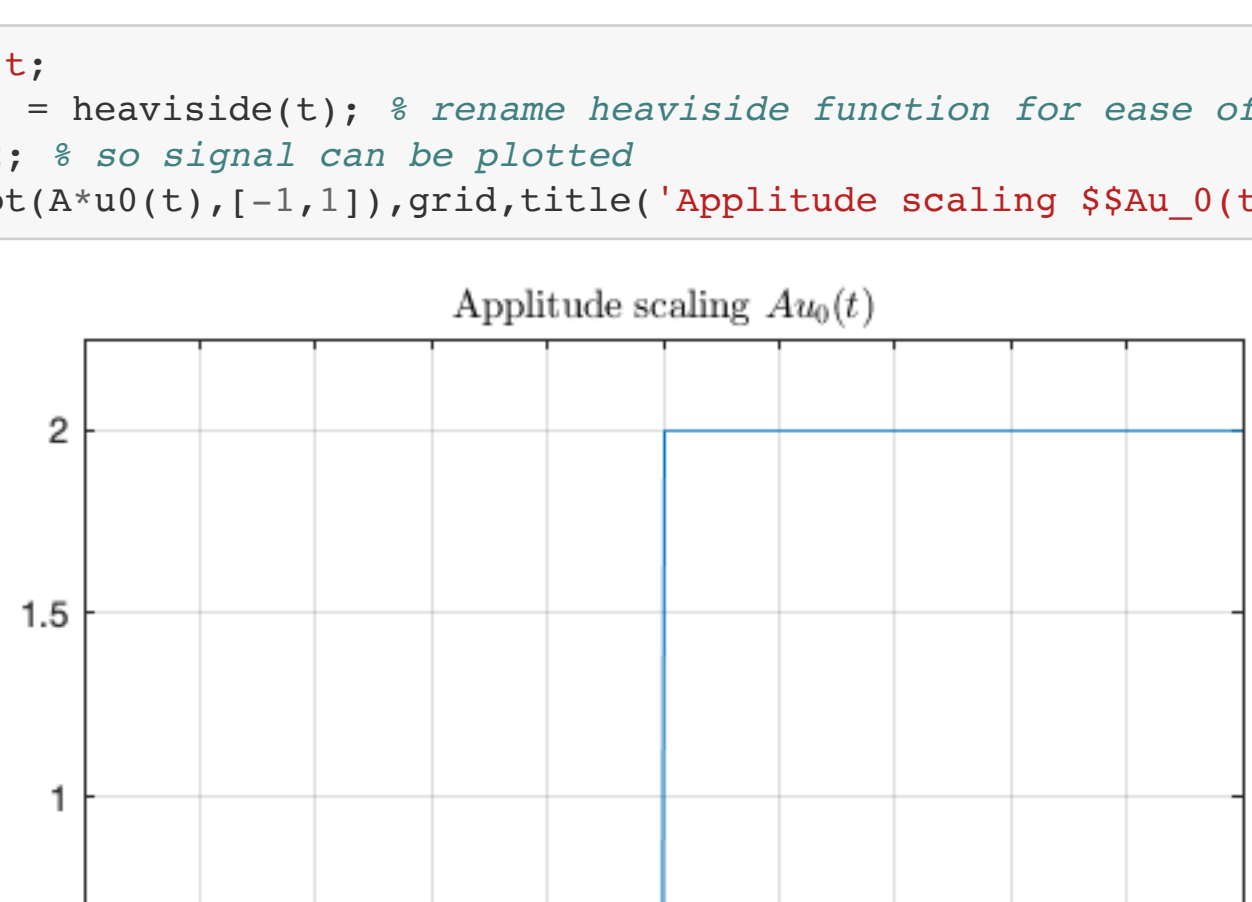 t;
= heaviside(t); % rename heaviside function for ease of
; % so signal can be plotted
ot(A*u0(t),[-1,1]),grid,title('Applitude scaling $$Au_0(t
Applitude scaling Au₀(t)
2
1.5
1